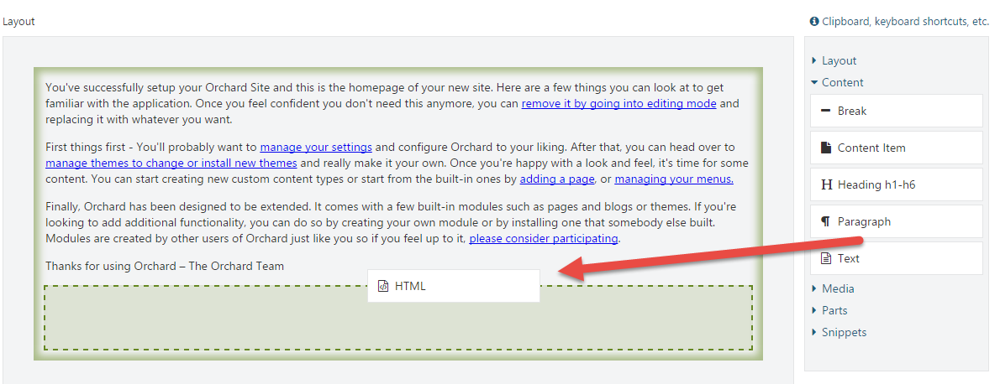 Layout
Clipboard, keyboard shortcuts, etc.
You've successfully setup your Orchard Site and this is the homepage of your new site. Here are a few things you can look at to get
familiar with the application. Once you feel confident you don't need this anymore, you can remove it by going into editing mode and
replacing it with whatever you want.
First things first - You'll probably want to manage your settings and configure Orchard to your liking. After that, you can head over to
manage themes to change or install new themes and really make it your own. Once you're happy with a look and feel, it's time for some
content. You can start creating new custom content types or start from the built-in ones by adding a page, or managing your menus.
Finally, Orchard has been designed to be extended. It comes with a few built-in modules such as pages and blogs or themes. If you're
looking to add additional functionality, you can do so by creating your own module or by installing one that somebody else built.
Modules are created by other users of Orchard just like you so if you feel up to it, please consider participating.
Thanks for using Orchard – The Orchard Team
HTML
Layout
Content
Break
Content Item
H Heading h1-h6
¶ Paragraph
Text
Media
Parts
Snippets